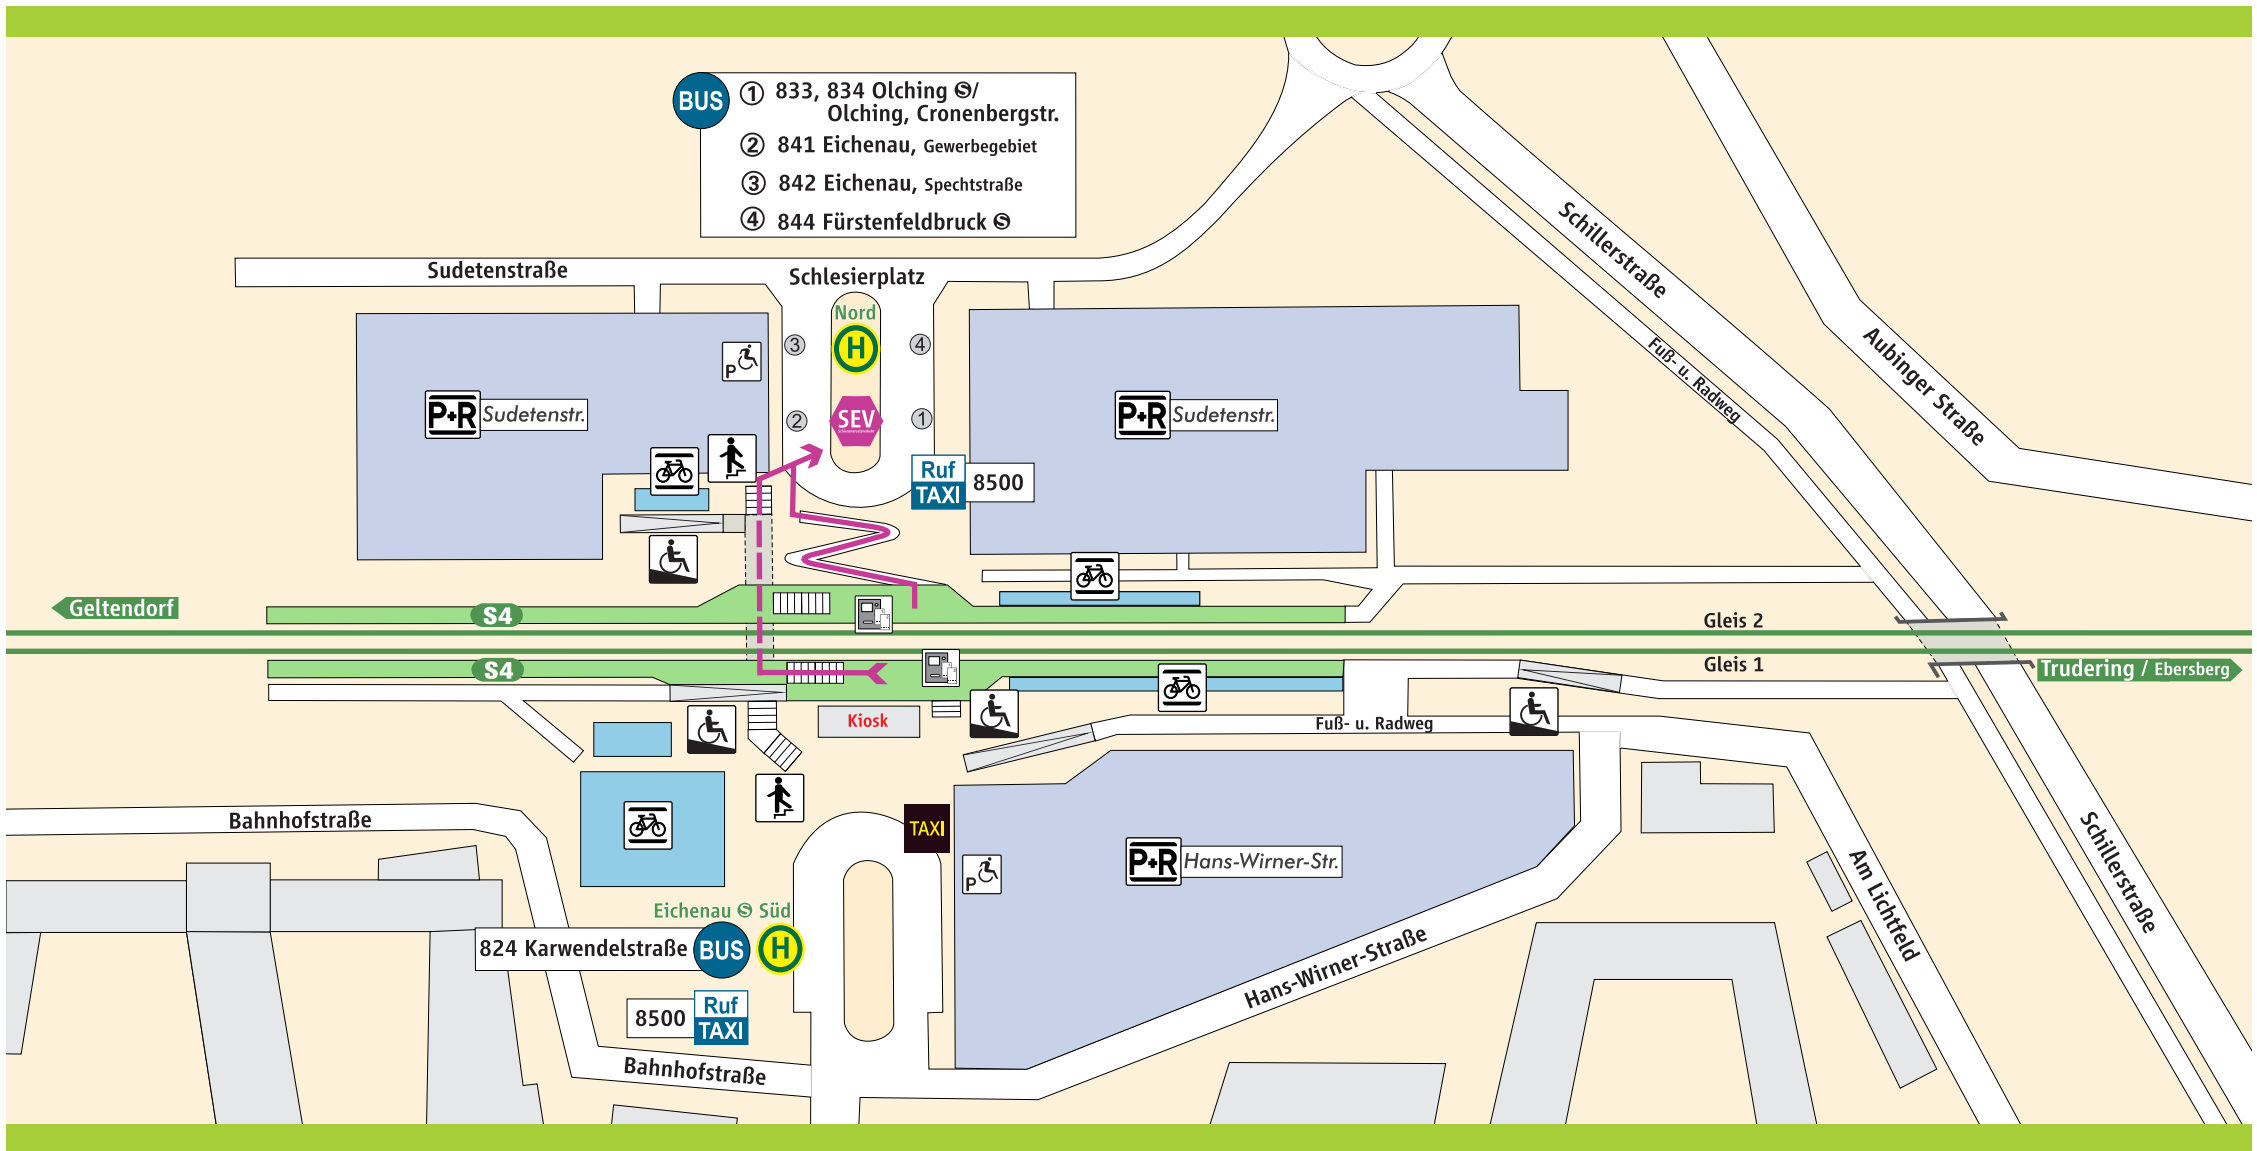 BUS
① 833, 834 Olching Ⓢ/
Olching, Cronenbergstr.
② 841 Eichenau, Gewerbegebiet
③ 842 Eichenau, Spechtstraße
④ 844 Fürstenfeldbruck Ⓢ
Sudetenstraße
Schlesierplatz
Nord
H
3
4
2
1
SEV
P
P+R Sudetenstr.
P+R Sudetenstr.
Ruf
TAXI
8500
Schillerstraße
Fuß- u. Radweg
Aubinger Straße
Geltendorf
S4
Gleis 2
S4
Gleis 1
Trudering / Ebersberg
Kiosk
Fuß- u. Radweg
Bahnhofstraße
TAXI
P
P+R Hans-Wirner-Str.
Am Lichtfeld
Schillerstraße
Eichenau Ⓢ Süd
824 Karwendelstraße BUS H
Hans-Wirner-Straße
8500
Ruf
TAXI
Bahnhofstraße